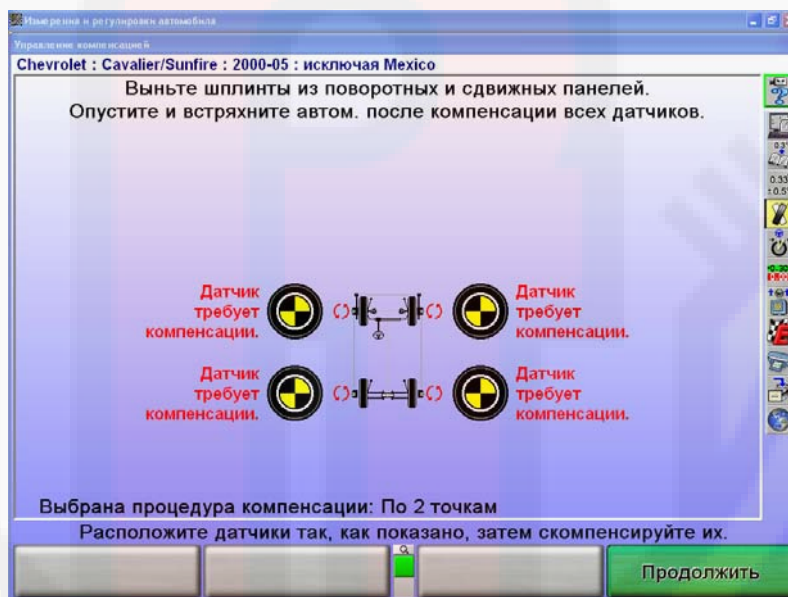 Измерения и регулировки автомобиля
Управление компенсацией
Chevrolet : Cavalier/Sunfire : 2000-05 : исключая Mexico
Выньте шплинты из поворотных и сдвижных панелей.
Опустите и встряхните автом. после компенсации всех датчиков.
Датчик
требует
компенсации.
Датчик
требует
компенсации.
Датчик
требует
компенсации.
Датчик
требует
компенсации.
Выбрана процедура компенсации: По 2 точкам
Расположите датчики так, как показано, затем скомпенсируйте их.
Продолжить